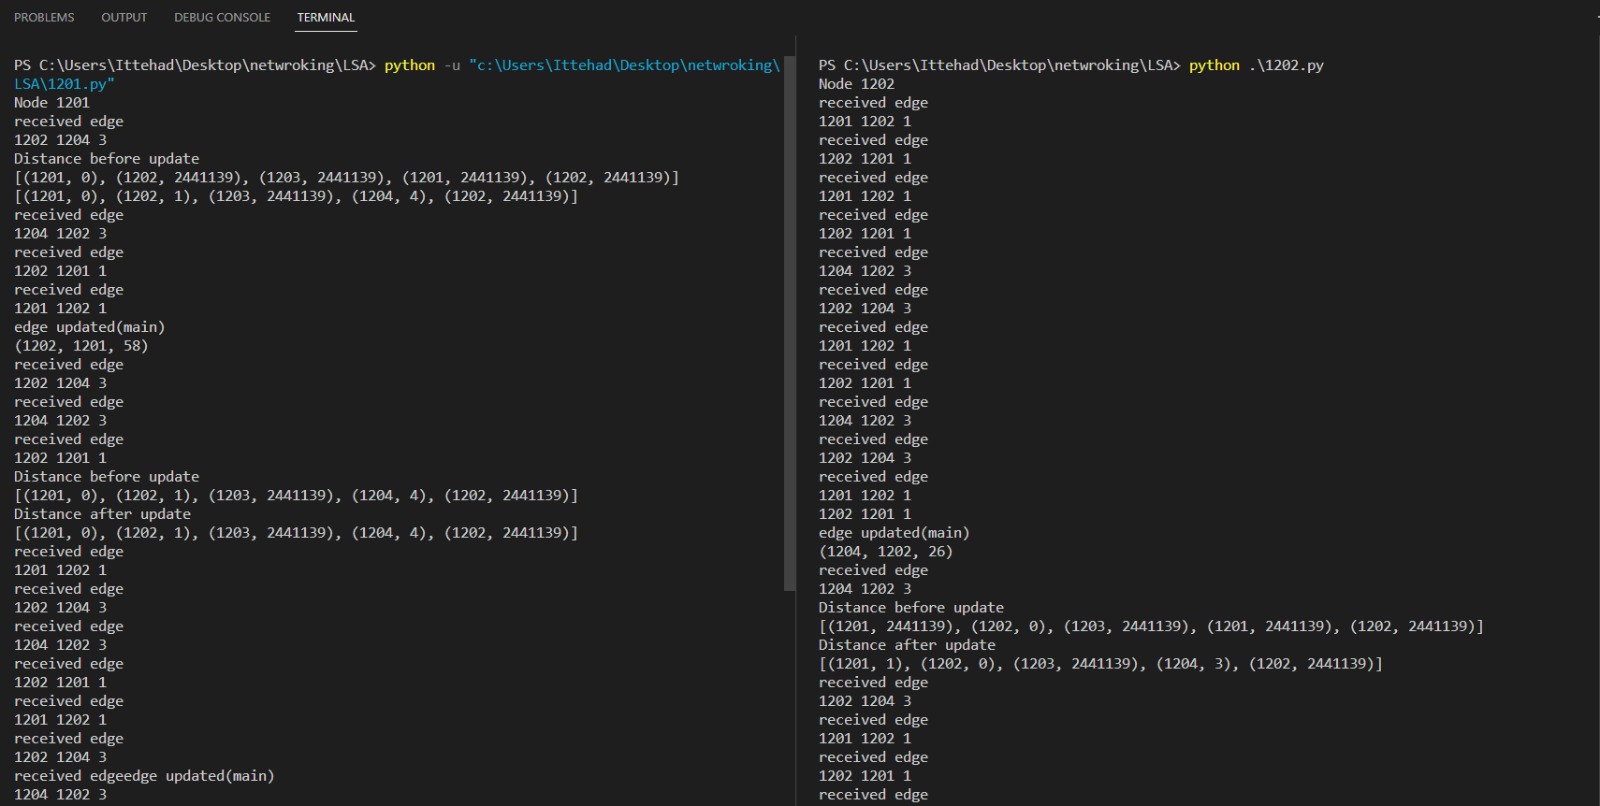 PROBLEMS OUTPUT DEBUG CONSOLE TERMINAL
PS C:\Users\Ittehad\Desktop\netwroking\LSA> python -u "c:\Users\Ittehad\Desktop\netwroking\
LSA\1201.py"
Node 1201
received edge
1202 1204 3
Distance before update
[(1201, 0), (1202, 2441139), (1203, 2441139), (1201, 2441139), (1202, 2441139)]
[(1201, 0), (1202, 1), (1203, 2441139), (1204, 4), (1202, 2441139)]
received edge
1204 1202 3
received edge
1202 1201 1
received edge
1201 1202 1
edge updated(main)
(1202, 1201, 58)
received edge
1202 1204 3
received edge
1204 1202 3
received edge
1202 1201 1
Distance before update
[(1201, 0), (1202, 1), (1203, 2441139), (1204, 4), (1202, 2441139)]
Distance after update
[(1201, 0), (1202, 1), (1203, 2441139), (1204, 4), (1202, 2441139)]
received edge
1201 1202 1
received edge
1202 1204 3
received edge
1204 1202 3
received edge
1202 1201 1
received edge
1201 1202 1
received edge
1202 1204 3
received edgeedge updated(main)
1204 1202 3
PS C:\Users\Ittehad\Desktop\netwroking\LSA> python .\1202.py
Node 1202
received edge
1201 1202 1
received edge
1202 1201 1
received edge
1201 1202 1
received edge
1202 1201 1
received edge
1204 1202 3
received edge
1202 1204 3
received edge
1201 1202 1
received edge
1202 1201 1
received edge
1204 1202 3
received edge
1202 1204 3
received edge
1201 1202 1
1202 1201 1
edge updated(main)
(1204, 1202, 26)
received edge
1204 1202 3
Distance before update
[(1201, 2441139), (1202, 0), (1203, 2441139), (1201, 2441139), (1202, 2441139)]
Distance after update
[(1201, 1), (1202, 0), (1203, 2441139), (1204, 3), (1202, 2441139)]
received edge
1202 1204 3
received edge
1201 1202 1
received edge
1202 1201 1
received edge